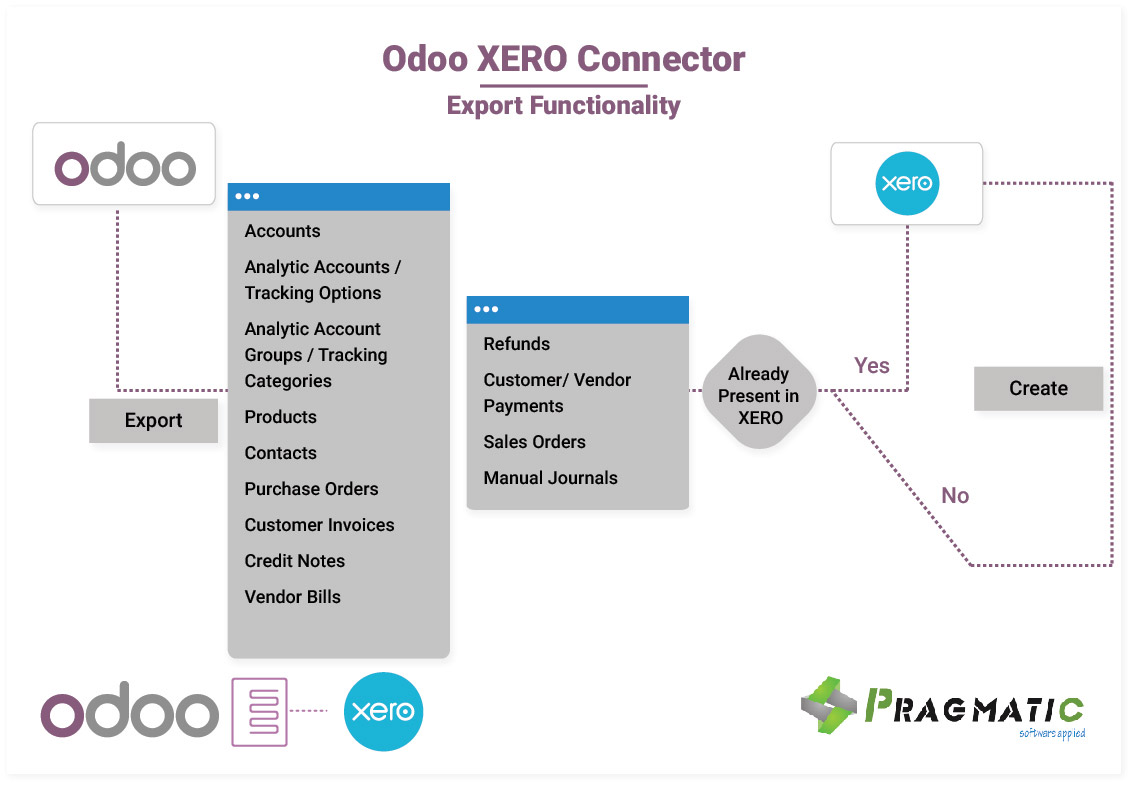 Odoo XERO Connector
Export Functionality
odoo
xero
Accounts
Analytic Accounts /
Tracking Options
Analytic Account
Groups / Tracking
Categories
Products
Contacts
Purchase Orders
Customer Invoices
Credit Notes
Vendor Bills
Export
Refunds
Customer/ Vendor
Payments
Sales Orders
Manual Journals
Already
Present in
XERO
Yes
No
Create
odoo
xero
PRAGMATIC
software applied